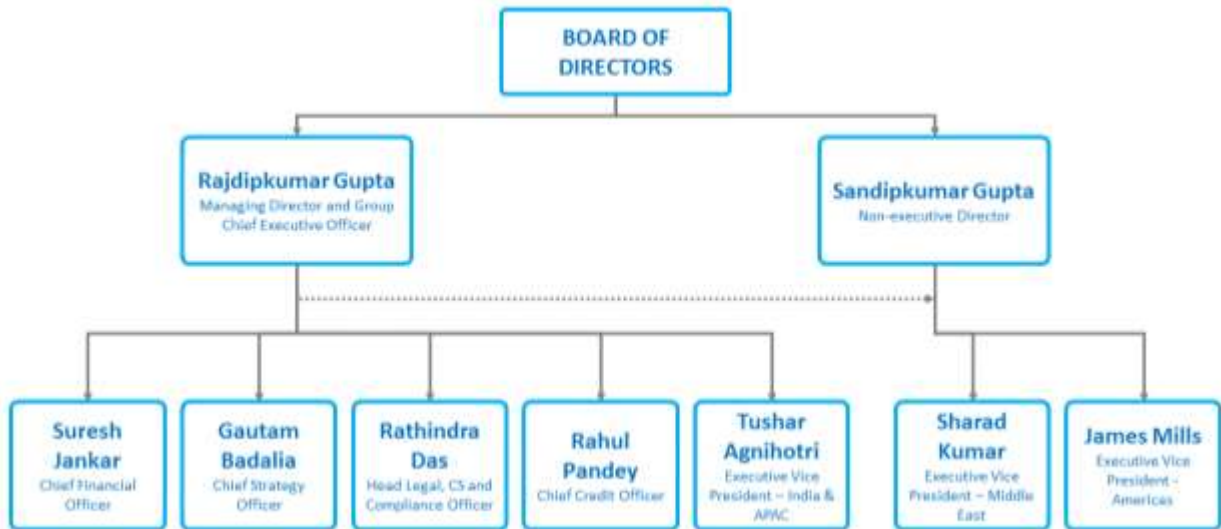 BOARD OF
DIRECTORS
Rajdipkumar Gupta
Managing Director and Group
Chief Executive Officer
Sandipkumar Gupta
Non-executive Director
Suresh
Jankar
Chief Financial
Officer
Gautam
Badalia
Chief Strategy
Officer
Rathindra
Das
Head Legal, CS and
Compliance Officer
Rahul
Pandey
Chief Credit Officer
Tushar
Agnihotri
Executive Vice
President – India &
APAC
Sharad
Kumar
Executive Vice
President – Middle
East
James Mills
Executive Vice
President -
Americas